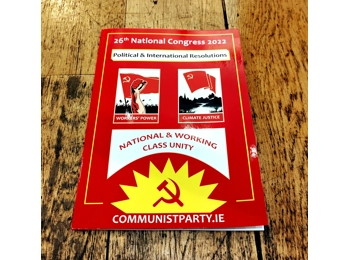 26th National Congress 2022
Political & International Resolutions
WORKERS' POWER
CLIMATE JUSTICE
NATIONAL & WORKING
CLASS UNITY
COMMUNISTPARTY.IE